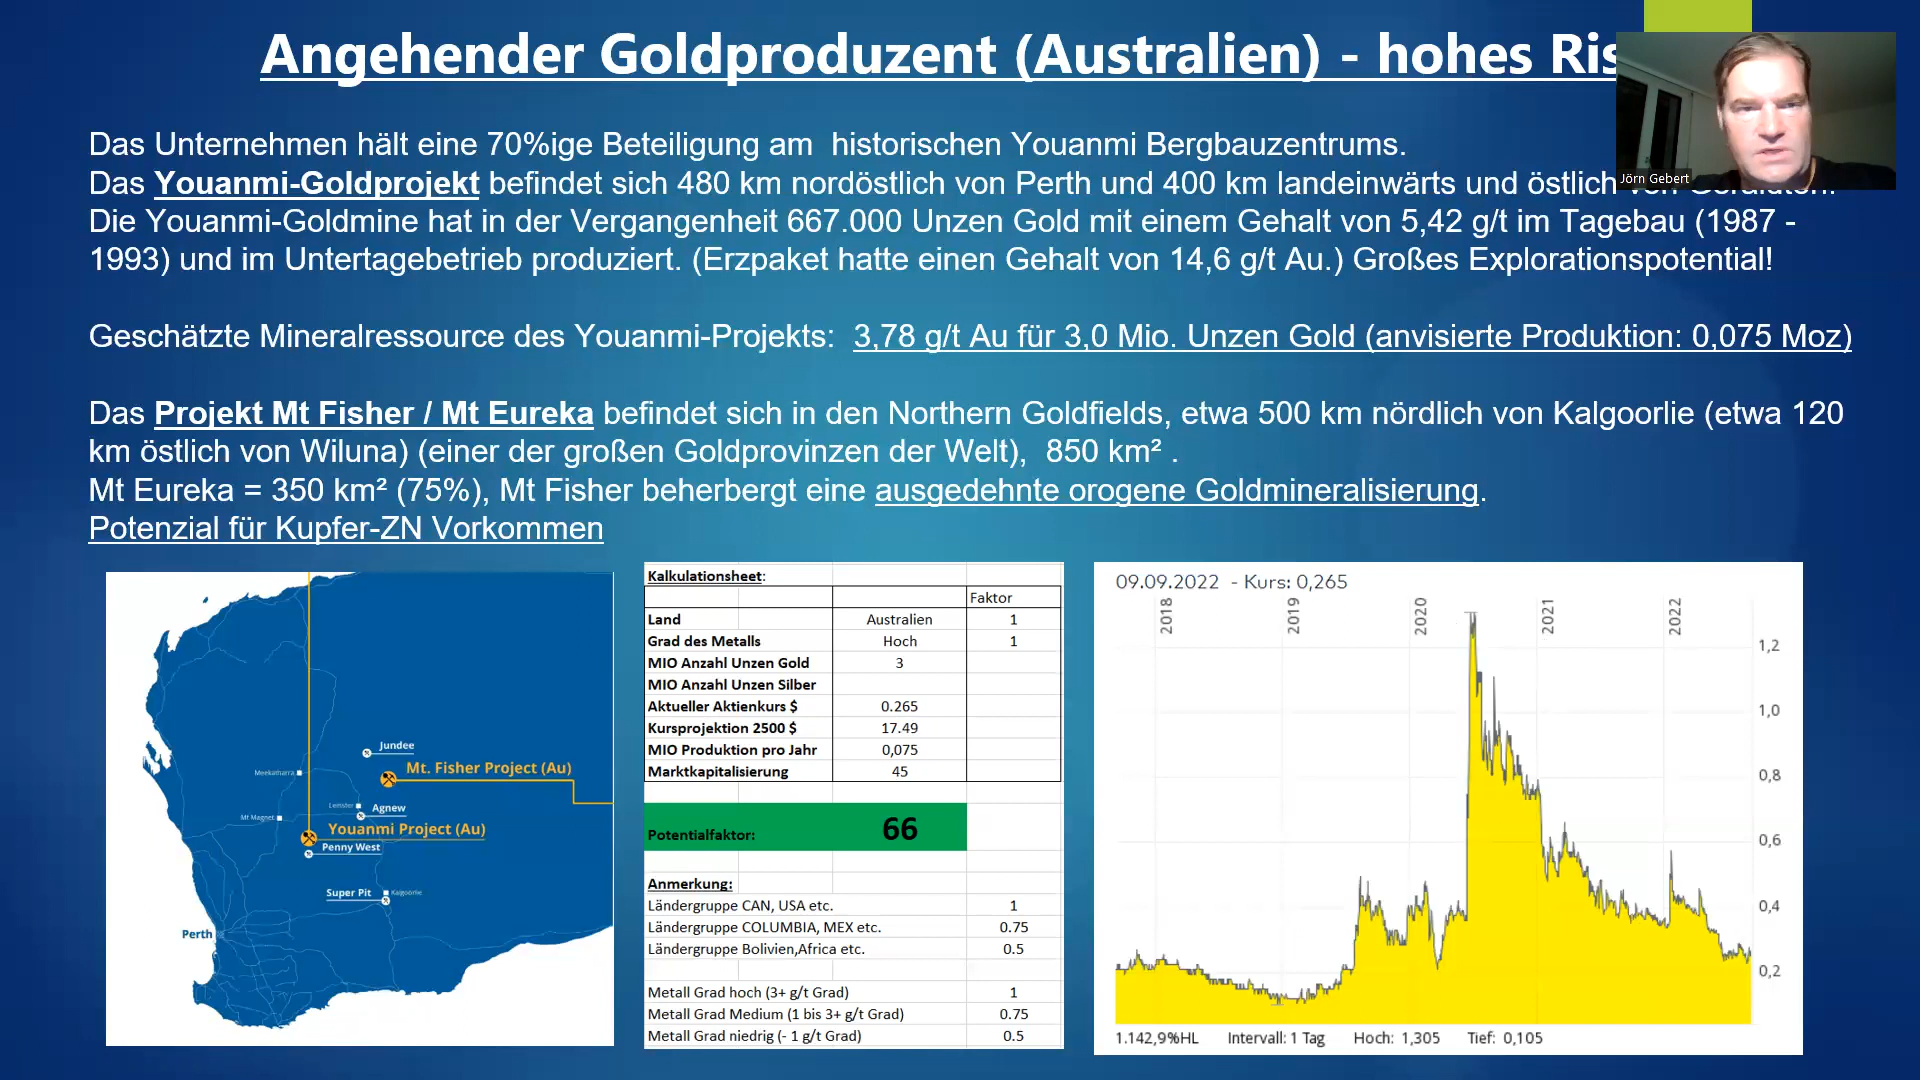 Angehender Goldproduzent (Australien) - hohes Ris
Jörn Gebert
Das Unternehmen hält eine 70%ige Beteiligung am  historischen Youanmi Bergbauzentrums.
Das Youanmi-Goldprojekt befindet sich 480 km nordöstlich von Perth und 400 km landeinwärts und östlich
Die Youanmi-Goldmine hat in der Vergangenheit 667.000 Unzen Gold mit einem Gehalt von 5,42 g/t im Tagebau (1987 -
1993) und im Untertagebetrieb produziert. (Erzpaket hatte einen Gehalt von 14,6 g/t Au.) Großes Explorationspotential!
Geschätzte Mineralressource des Youanmi-Projekts:  3,78 g/t Au für 3,0 Mio. Unzen Gold (anvisierte Produktion: 0,075 Moz)
Das Projekt Mt Fisher / Mt Eureka befindet sich in den Northern Goldfields, etwa 500 km nördlich von Kalgoorlie (etwa 120
km östlich von Wiluna) (einer der großen Goldprovinzen der Welt),  850 km² .
Mt Eureka = 350 km² (75%), Mt Fisher beherbergt eine ausgedehnte orogene Goldmineralisierung.
Potenzial für Kupfer-ZN Vorkommen
Jundee
Mt. Fisher Project (Au)
Meekatharra
Leinster
Agnew
Mt Magnet
Youanmi Project (Au)
Penny West
Super Pit
Kalgoorlie
Perth
Kalkulationsheet:
Faktor
Land Australien 1
Grad des Metalls Hoch 1
MIO Anzahl Unzen Gold 3
MIO Anzahl Unzen Silber
Aktueller Aktienkurs $ 0.265
Kursprojektion 2500 $ 17.49
MIO Produktion pro Jahr 0,075
Marktkapitalisierung 45
Potentialfaktor: 66
Anmerkung:
Ländergruppe CAN, USA etc. 1
Ländergruppe COLUMBIA, MEX etc. 0.75
Ländergruppe Bolivien,Africa etc. 0.5
Metall Grad hoch (3+ g/t Grad) 1
Metall Grad Medium (1 bis 3+ g/t Grad) 0.75
Metall Grad niedrig (- 1 g/t Grad) 0.5
09.09.2022 - Kurs: 0,265
2018 2019 2020 2021 2022
1,2
1,0
0,8
0,6
0,4
0,2
1.142,9%HL Intervall: 1 Tag Hoch: 1,305 Tief: 0,105